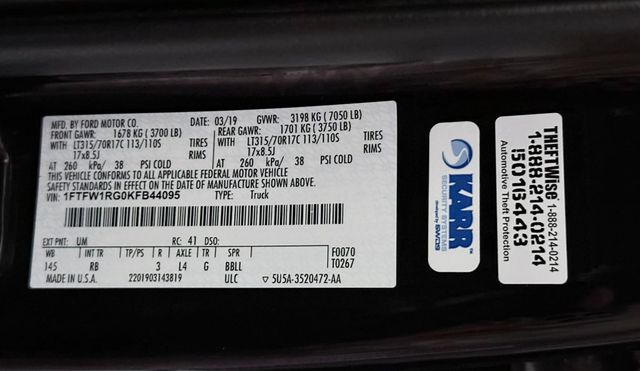 MFD. BY FORD MOTOR CO. 03/19 GVWR: 3198 KG ( 7050 LB)
FRONT GAWR: 1678 KG ( 3700 LB) REAR GAWR: 1701 KG ( 3750 LB)
WITH LT315/70R17C 113/110S TIRES WITH LT315/70R17C 113/110S TIRES
17x8.5J RIMS 17x8.5J RIMS
AT 260 kPa/ 38 PSI COLD AT 260 kPa/ 38 PSI COLD
THIS VEHICLE CONFORMS TO ALL APPLICABLE FEDERAL MOTOR VEHICLE
SAFETY STANDARDS IN EFFECT ON THE DATE OF MANUFACTURE SHOWN ABOVE.
VIN: 1FTFW1RG0KFB44095 TYPE: Truck
EXT PNT: UM RC: 41 DSO:
WB INT TR TP/PS R AXLE TR SPR F0070
145 RB 3 L4 G BBLL T0267
MADE IN U.S.A. 2201903143819 ULC 5U5A-3520472-AA
S KARR
SECURITY SYSTEMS
developed by SWDS
THEFTWISE 1-888-214-0214
1-888-214-0214
Automotive Theft Protection